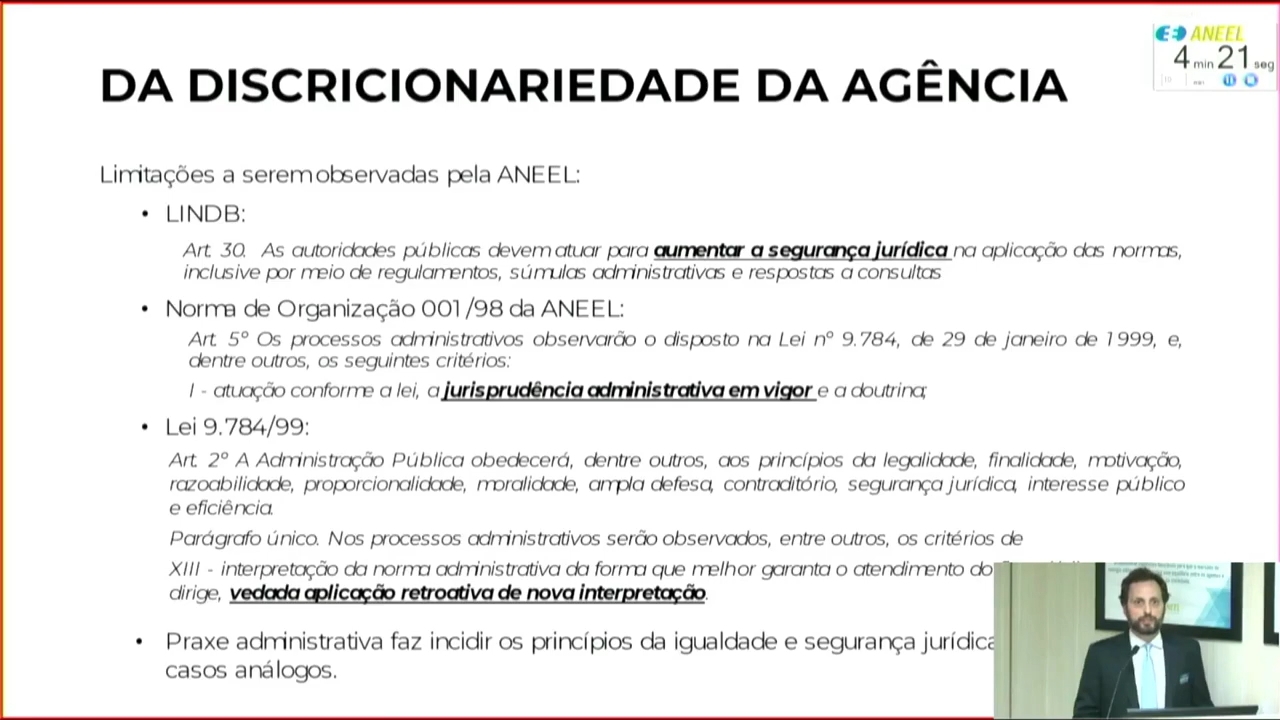 ANEEL
4 min 21 seg
DA DISCRICIONARIEDADE DA AGÊNCIA
Limitações a serem observadas pela ANEEL:
• LINDB:
Art. 30. As autoridades públicas devem atuar para aumentar a segurança jurídica na aplicação das normas,
inclusive por meio de regulamentos, súmulas administrativas e respostas a consultas
• Norma de Organização 001/98 da ANEEL:
Art. 5º Os processos administrativos observarão o disposto na Lei nº 9.784, de 29 de janeiro de 1999, e,
dentre outros, os seguintes critérios:
I - atuação conforme a lei, a jurisprudência administrativa em vigor e a doutrina;
• Lei 9.784/99:
Art. 2º A Administração Pública obedecerá, dentre outros, aos princípios da legalidade, finalidade, motivação,
razoabilidade, proporcionalidade, moralidade, ampla defesa, contraditório, segurança jurídica, interesse público
e eficiência.
Parágrafo único. Nos processos administrativos serão observados, entre outros, os critérios de
XIII - interpretação da norma administrativa da forma que melhor garanta o atendimento do
dirige, vedada aplicação retroativa de nova interpretação.
• Praxe administrativa faz incidir os princípios da igualdade e segurança jurídica
casos análogos.